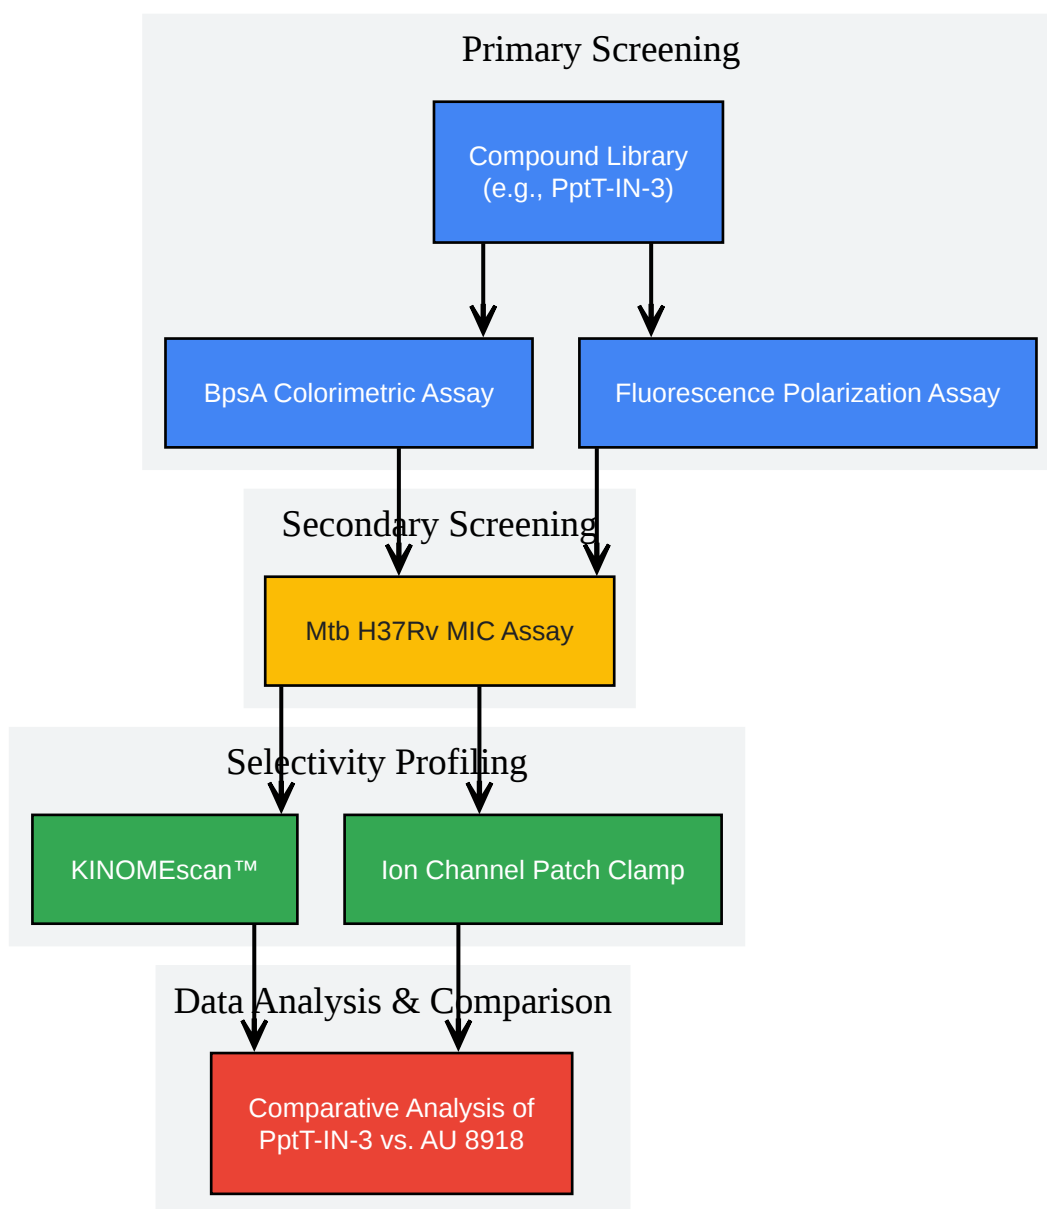 Primary Screening
Compound Library
(e.g., PptT-IN-3)
BpsA Colorimetric Assay
Fluorescence Polarization Assay
Secondary Screening
Mtb H37Rv MIC Assay
Selectivity Profiling
KINOMEscan™
Ion Channel Patch Clamp
Data Analysis & Comparison
Comparative Analysis of
PptT-IN-3 vs. AU 8918